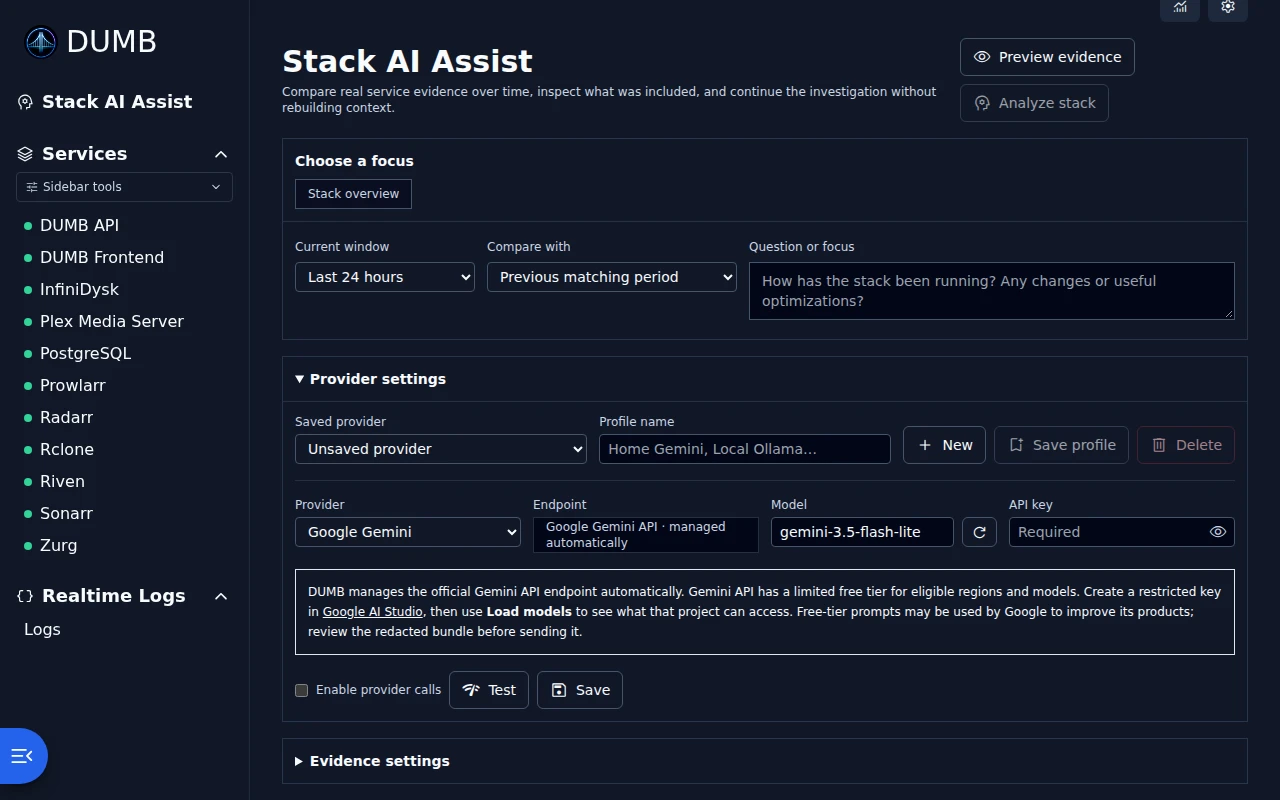 DUMB
Stack AI Assist
Services
Sidebar tools
DUMB API
DUMB Frontend
InfiniDysk
Plex Media Server
PostgreSQL
Prowlarr
Radarr
Rclone
Riven
Sonarr
Zurg
Realtime Logs
Logs
Stack AI Assist
Compare real service evidence over time, inspect what was included, and continue the investigation without
rebuilding context.
Preview evidence
Analyze stack
Choose a focus
Stack overview
Current window
Compare with
Question or focus
Last 24 hours
Previous matching period
How has the stack been running? Any changes or useful
optimizations?
Provider settings
Saved provider
Profile name
Unsaved provider
Home Gemini, Local Ollama...
New
Save profile
Delete
Provider
Endpoint
Model
API key
Google Gemini
Google Gemini API · managed
automatically
gemini-3.5-flash-lite
Required
DUMB manages the official Gemini API endpoint automatically. Gemini API has a limited free tier for eligible regions and models. Create a restricted key
in Google AI Studio, then use Load models to see what that project can access. Free-tier prompts may be used by Google to improve its products;
review the redacted bundle before sending it.
Enable provider calls
Test
Save
Evidence settings